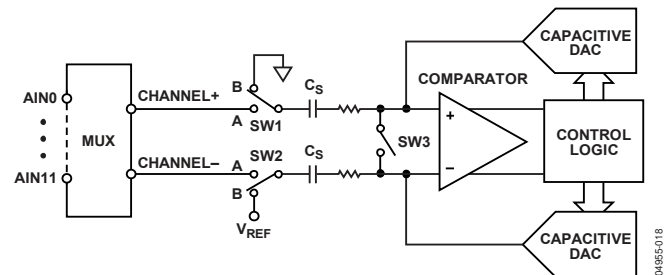 CAPACITIVE
DAC
COMPARATOR
B
CHANNEL+
CS
AIN0
A
SW1
+
MUX
SW3
CONTROL
LOGIC
CHANNEL–
A
SW2
CS
–
AIN11
B
VREF
CAPACITIVE
DAC
04955-018